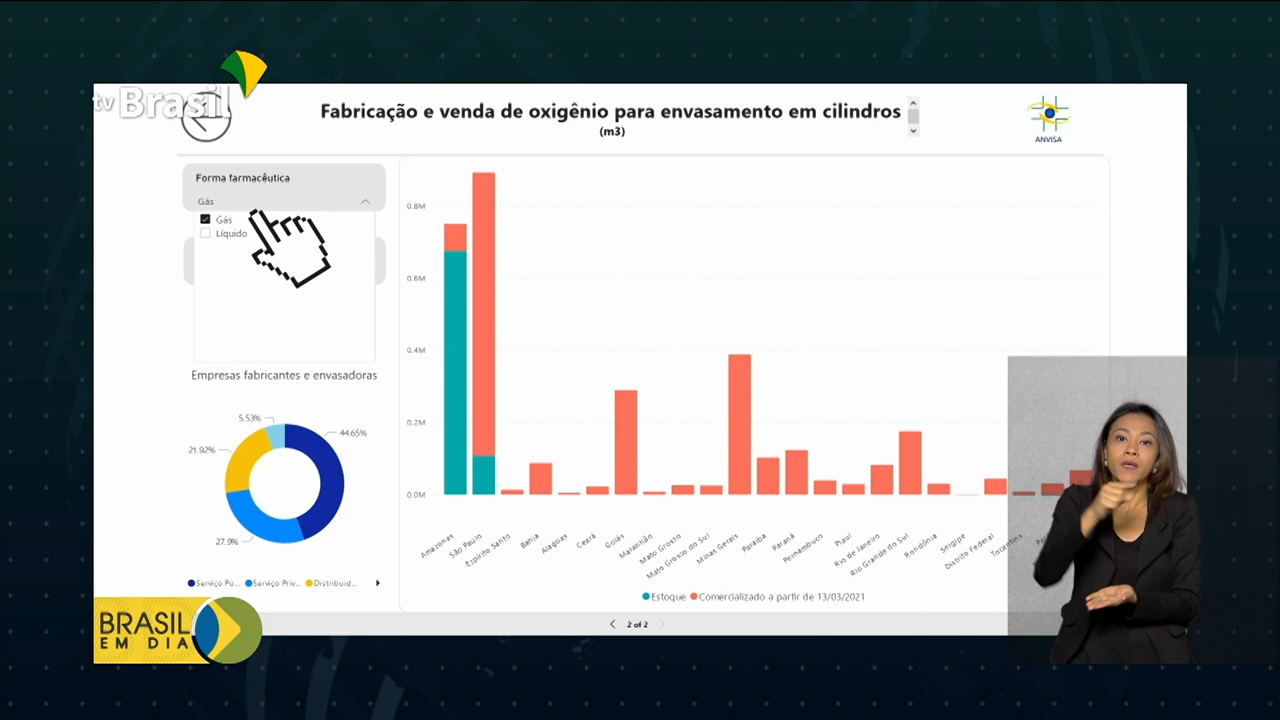 tv Brasil
Fabricação e venda de oxigênio para envasamento em cilindros
(m3)
ANVISA
Forma farmacêutica
Gás
Gás
Líquido
Empresas fabricantes e envasadoras
5.53%
44.65%
21.92%
27.9%
Serviço Pú...
Serviço Priv...
Distribuid...
0.8M
0.6M
0.4M
0.2M
0.0M
Amazonas
São Paulo
Espírito Santo
Bahia
Alagoas
Ceará
Goiás
Maranhão
Mato Grosso
Mato Grosso do Sul
Minas Gerais
Paraíba
Paraná
Pernambuco
Piauí
Rio de Janeiro
Rio Grande do Sul
Rondônia
Sergipe
Distrito Federal
Tocantins
Estoque
Comercializado a partir de 13/03/2021
2 of 2
BRASIL
EM DIA